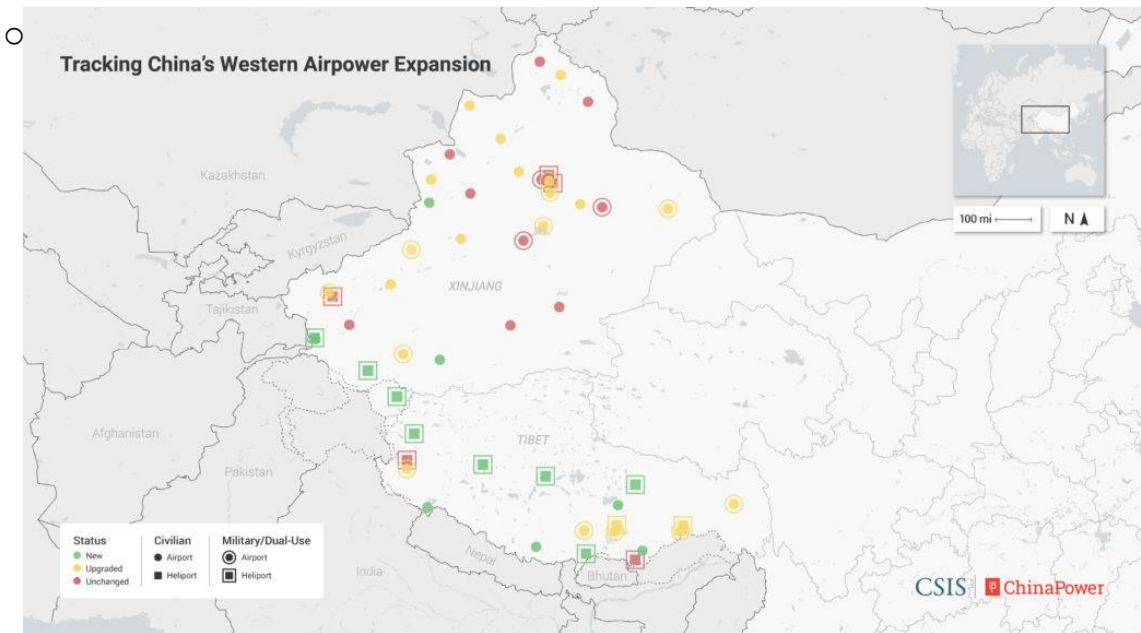 Tracking China's Western Airpower Expansion
Kazakhstan
100 mi
N
Kyrgyzstan
XINJIANG
Tajikistan
TIBET
Afghanistan
Pakistan
Nepal
India
Bhutan
Status
New
Upgraded
Unchanged
Civilian
Airport
Heliport
Military/Dual-Use
Airport
Heliport
CSIS
ChinaPower